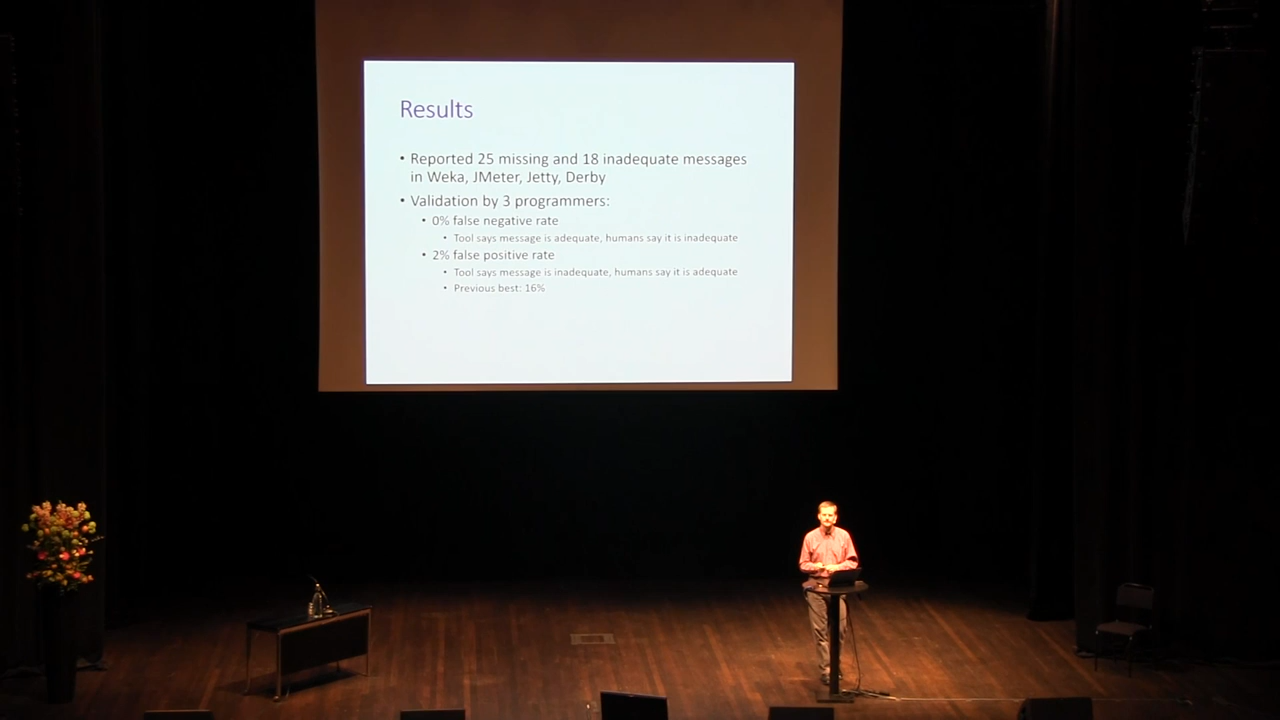 Results
• Reported 25 missing and 18 inadequate messages
in Weka, JMeter, Jetty, Derby
• Validation by 3 programmers:
• 0% false negative rate
• Tool says message is adequate, humans say it is inadequate
• 2% false positive rate
• Tool says message is inadequate, humans say it is adequate
• Previous best: 16%